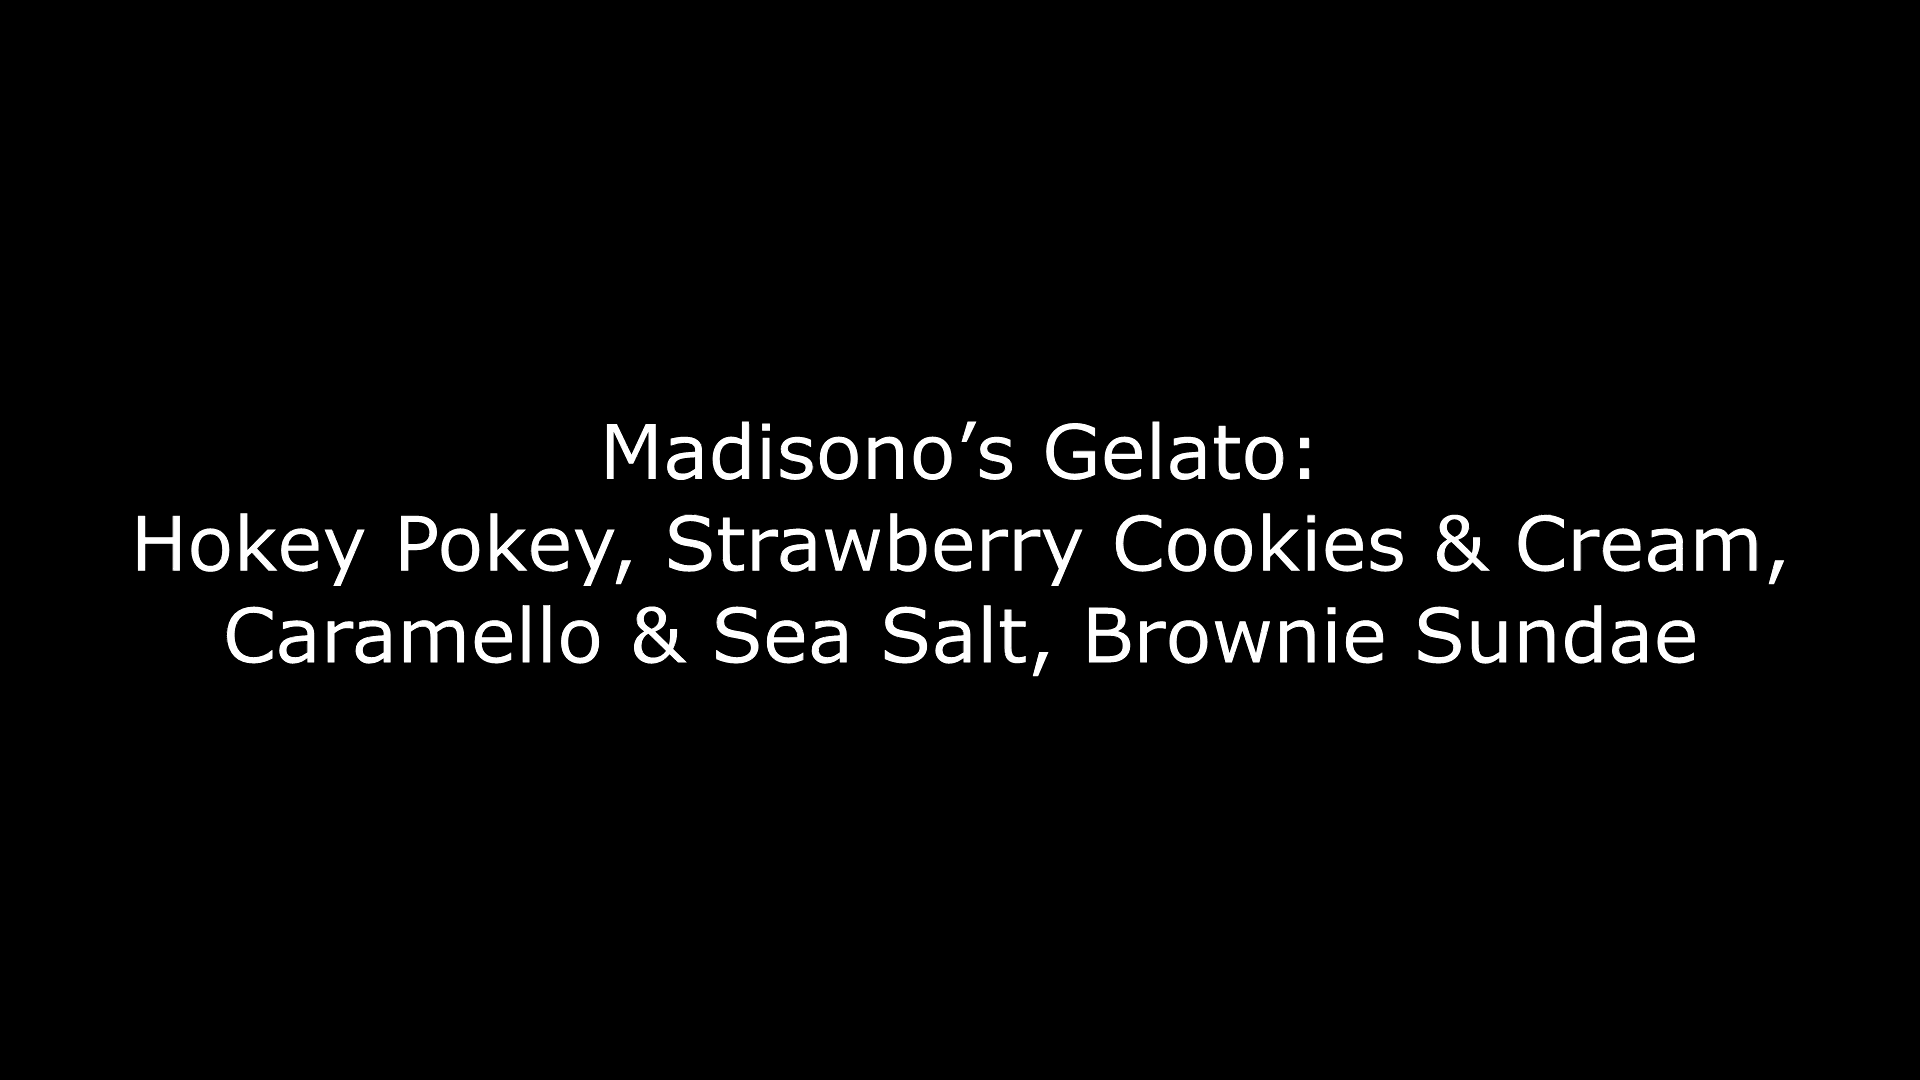 Madisono’s Gelato:
Hokey Pokey, Strawberry Cookies & Cream,
Caramello & Sea Salt, Brownie Sundae